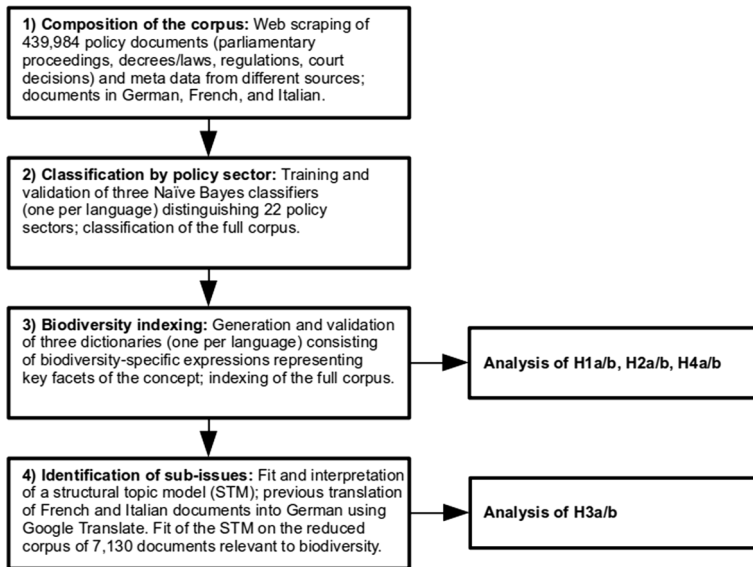 1) Composition of the corpus: Web scraping of
439,984 policy documents (parliamentary
proceedings, decrees/laws, regulations, court
decisions) and meta data from different sources;
documents in German, French, and Italian.
2) Classification by policy sector: Training and
validation of three Naïve Bayes classifiers
(one per language) distinguishing 22 policy
sectors; classification of the full corpus.
3) Biodiversity indexing: Generation and validation
of three dictionaries (one per language) consisting
of biodiversity-specific expressions representing
key facets of the concept; indexing of the full corpus.
Analysis of H1a/b, H2a/b, H4a/b
4) Identification of sub-issues: Fit and interpretation
of a structural topic model (STM); previous translation
of French and Italian documents into German using
Google Translate. Fit of the STM on the reduced
corpus of 7,130 documents relevant to biodiversity.
Analysis of H3a/b